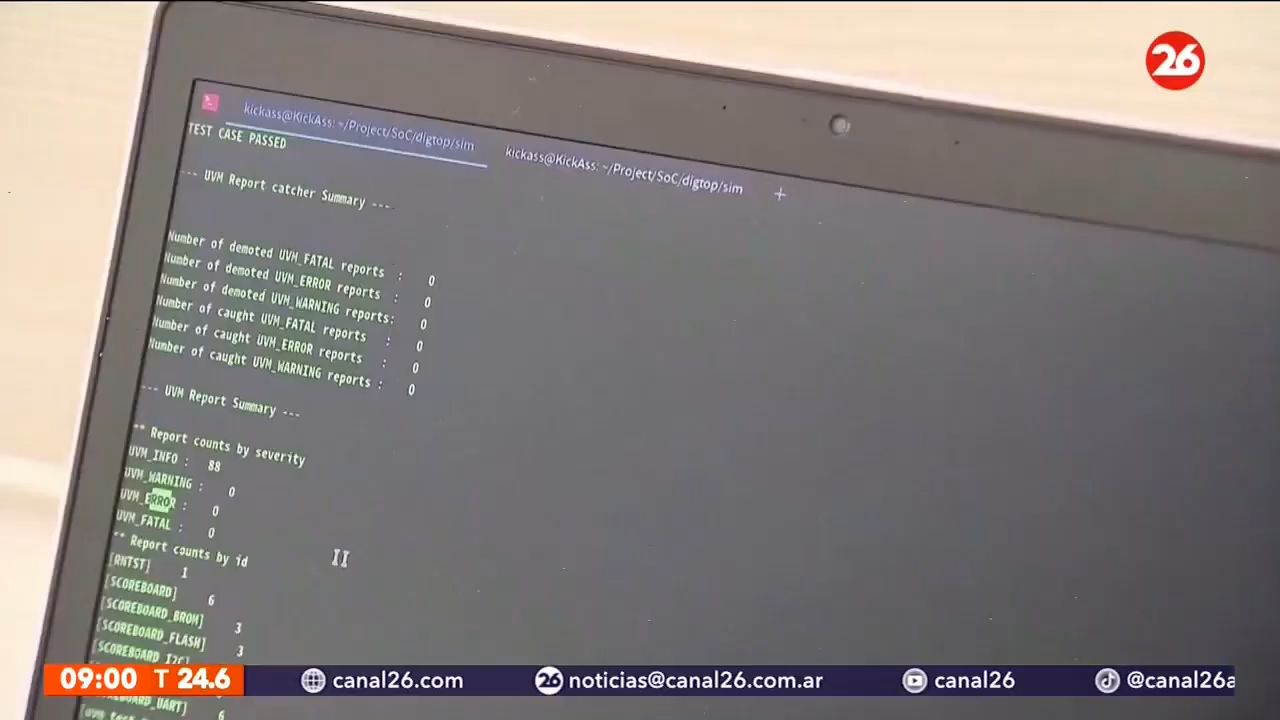 26
kickass@KickAss: ~/Project/SoC/digtop/sim
kickass@KickAss: ~/Project/SoC/digtop/sim
+
TEST CASE PASSED
--- UVM Report catcher Summary ---
Number of demoted UVM_FATAL reports : 0
Number of demoted UVM_ERROR reports : 0
Number of demoted UVM_WARNING reports: 0
Number of caught UVM_FATAL reports : 0
Number of caught UVM_ERROR reports : 0
Number of caught UVM_WARNING reports : 0
--- UVM Report Summary ---
** Report counts by severity
UVM_INFO : 88
UVM_WARNING : 0
UVM_ERROR : 0
UVM_FATAL : 0
** Report counts by id
[RNTST] 1
[SCOREBOARD] 6
[SCOREBOARD_BROM] 3
[SCOREBOARD_FLASH] 3
[SCOREBOARD_I2C]
09:00 T 24.6
canal26.com
26 noticias@canal26.com.ar
canal26
@canal26a